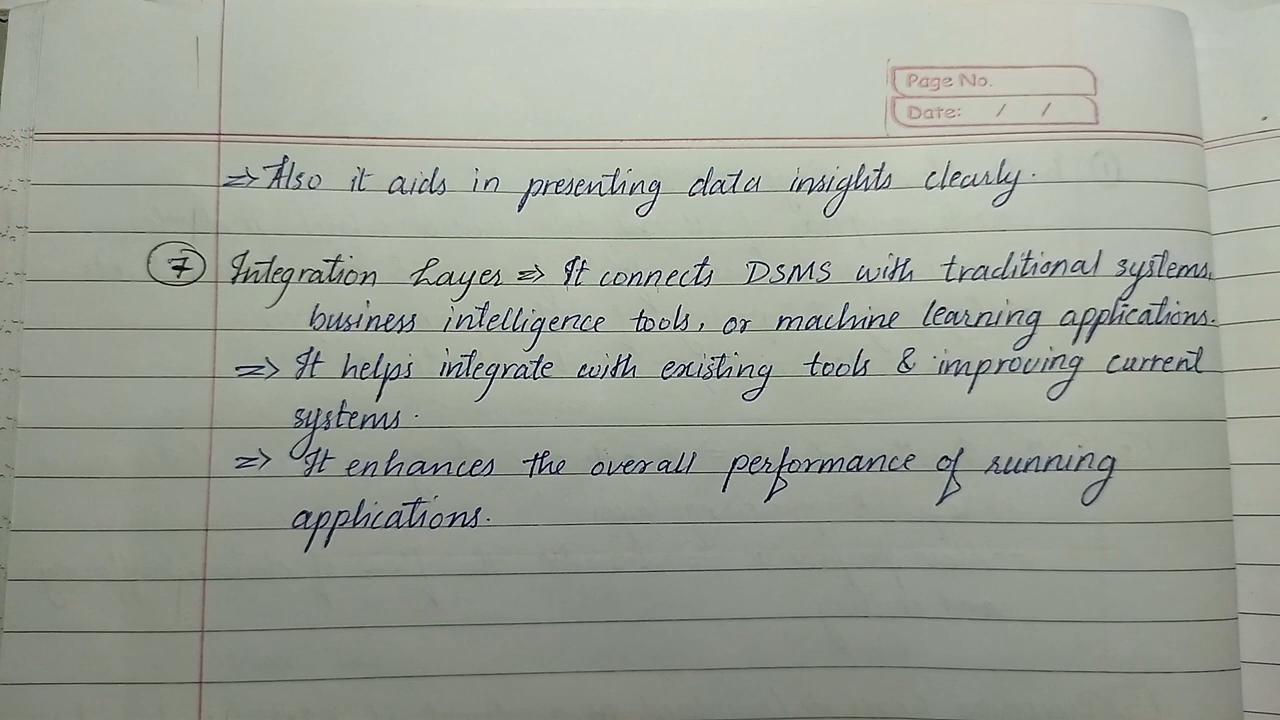 Page No.
Date: / /
=> Also it aids in presenting data insights clearly.
7 Integration Layer => It connects DSMS with traditional systems,
business intelligence tools, or machine learning applications.
=> It helps integrate with existing tools & improving current
systems.
=> It enhances the overall performance of running
applications.